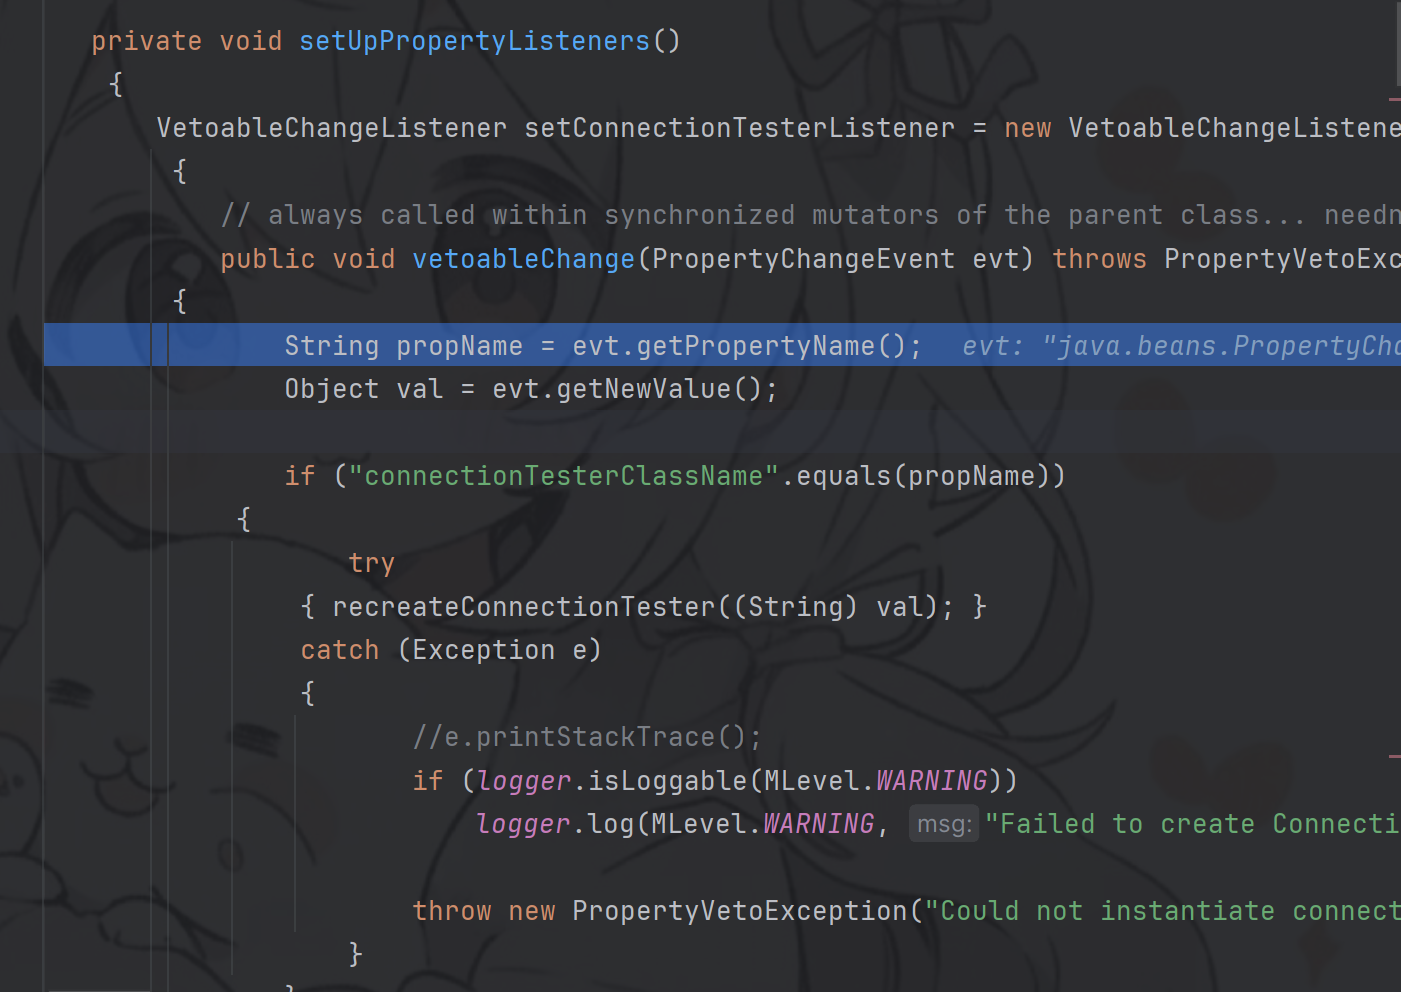 private void setUpPropertyListeners()
{
VetoableChangeListener setConnectionTesterListener = new VetoableChangeListene
{
// always called within synchronized mutators of the parent class... needn
public void vetoableChange(PropertyChangeEvent evt) throws PropertyVetoExc
{
String propName = evt.getPropertyName(); evt: "java.beans.PropertyCha
Object val = evt.getNewValue();
if ("connectionTesterClassName".equals(propName))
{
try
{ recreateConnectionTester((String) val); }
catch (Exception e)
{
//e.printStackTrace();
if (logger.isLoggable(MLevel.WARNING))
logger.log(MLevel.WARNING, msg: "Failed to create Connecti
throw new PropertyVetoException("Could not instantiate connect
}
}